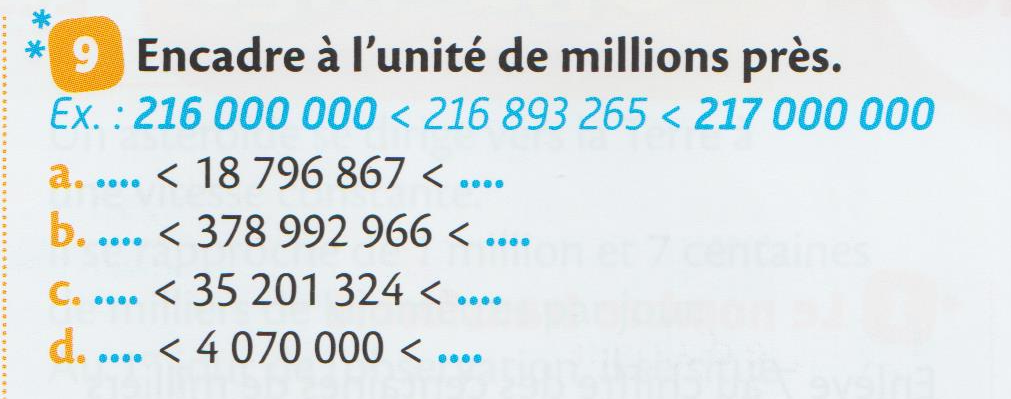 **
9 Encadre à l'unité de millions près.
Ex. : 216 000 000 < 216 893 265 < 217 000 000
a. .... < 18 796 867 < ....
b. .... < 378 992 966 < ....
c. .... < 35 201 324 < ....
d. .... < 4 070 000 < ....